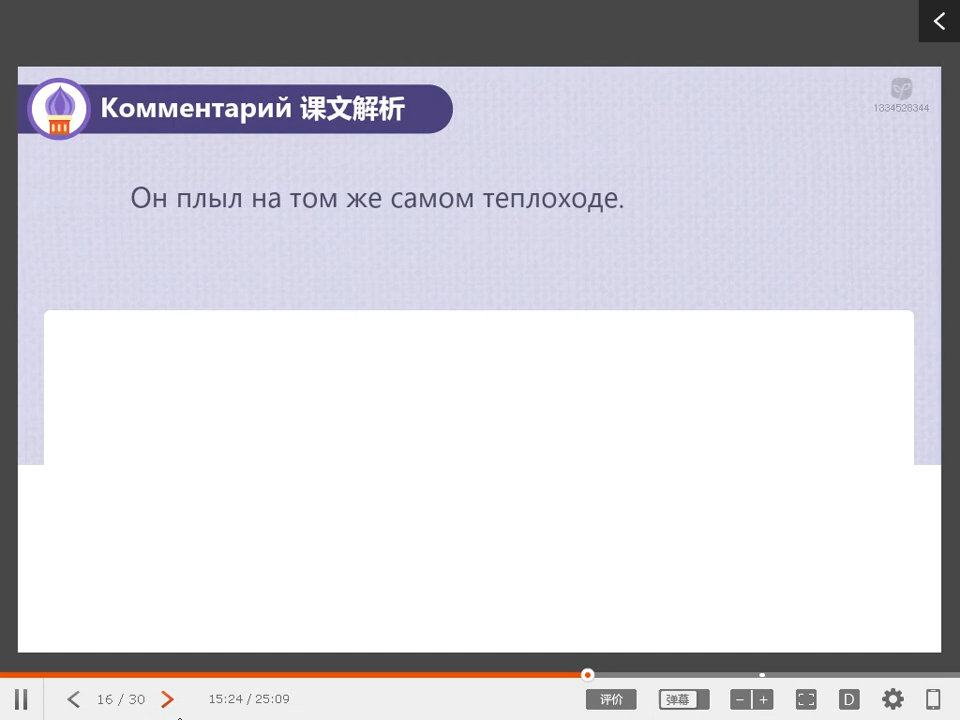 Комментарий 课文解析
1334528344
Он плыл на том же самом теплоходе.
16 / 30
15:24 / 25:09
评价
弹幕
D